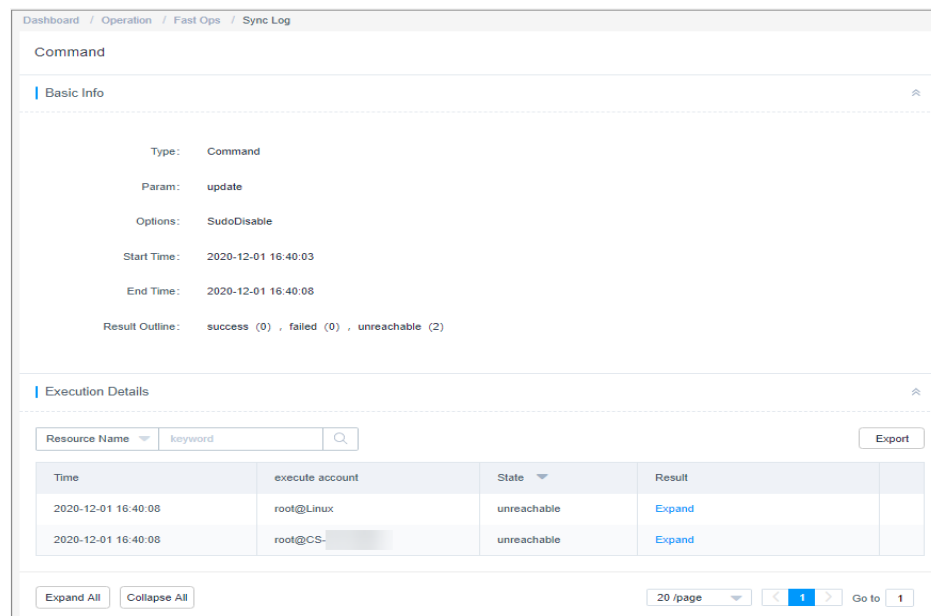 Dashboard / Operation / Fast Ops / Sync Log
Command
Basic Info
Type: Command
Param: update
Options: SudoDisable
Start Time: 2020-12-01 16:40:03
End Time: 2020-12-01 16:40:08
Result Outline: success (0) , failed (0) , unreachable (2)
Execution Details
Resource Name keyword Export
Time execute account State Result
2020-12-01 16:40:08 root@Linux unreachable Expand
2020-12-01 16:40:08 root@CS- unreachable Expand
Expand All Collapse All 20 /page < 1 > Go to 1